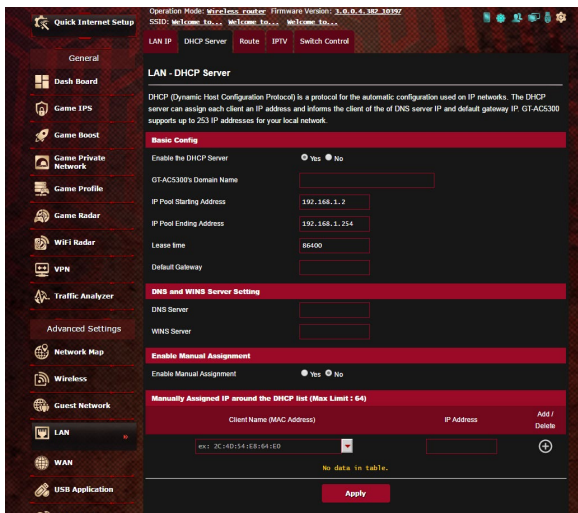 Quick Internet Setup
Operation Mode: Wireless router Firmware Version: 3.0.0.4.382_10197
SSID: Welcome to... Welcome to... Welcome to...
LAN IP DHCP Server Route IPTV Switch Control
General
Dash Board
Game IPS
Game Boost
Game Private
Network
Game Profile
Game Radar
WiFi Radar
VPN
Traffic Analyzer
Advanced Settings
Network Map
Wireless
Guest Network
LAN »
WAN
USB Application
LAN - DHCP Server
DHCP (Dynamic Host Configuration Protocol) is a protocol for the automatic configuration used on IP networks. The DHCP
server can assign each client an IP address and informs the client of the of DNS server IP and default gateway IP. GT-AC5300
supports up to 253 IP addresses for your local network.
Basic Config
Enable the DHCP Server Yes No
GT-AC5300's Domain Name
IP Pool Starting Address 192.168.1.2
IP Pool Ending Address 192.168.1.254
Lease time 86400
Default Gateway
DNS and WINS Server Setting
DNS Server
WINS Server
Enable Manual Assignment
Enable Manual Assignment Yes No
Manually Assigned IP around the DHCP list (Max Limit : 64)
Client Name (MAC Address) IP Address Add /
Delete
ex: 2C:4D:54:E8:64:E0
No data in table.
Apply